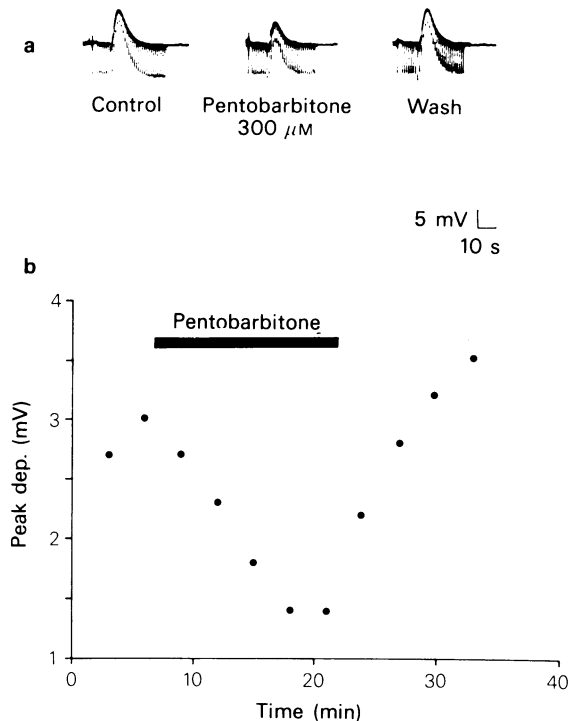 a
Control Pentobarbitone Wash
300 μM
5 mV
10 s
b
Pentobarbitone
4
3
2
1
Peak dep. (mV)
0 10 20 30 40
Time (min)